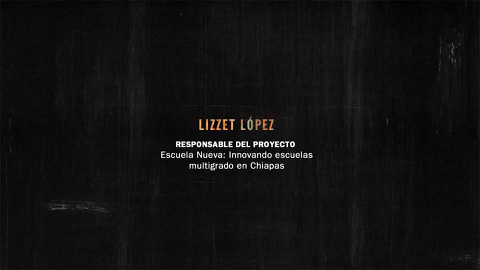 LIZZET LÓPEZ
RESPONSABLE DEL PROYECTO
Escuela Nueva: Innovando escuelas
multigrado en Chiapas